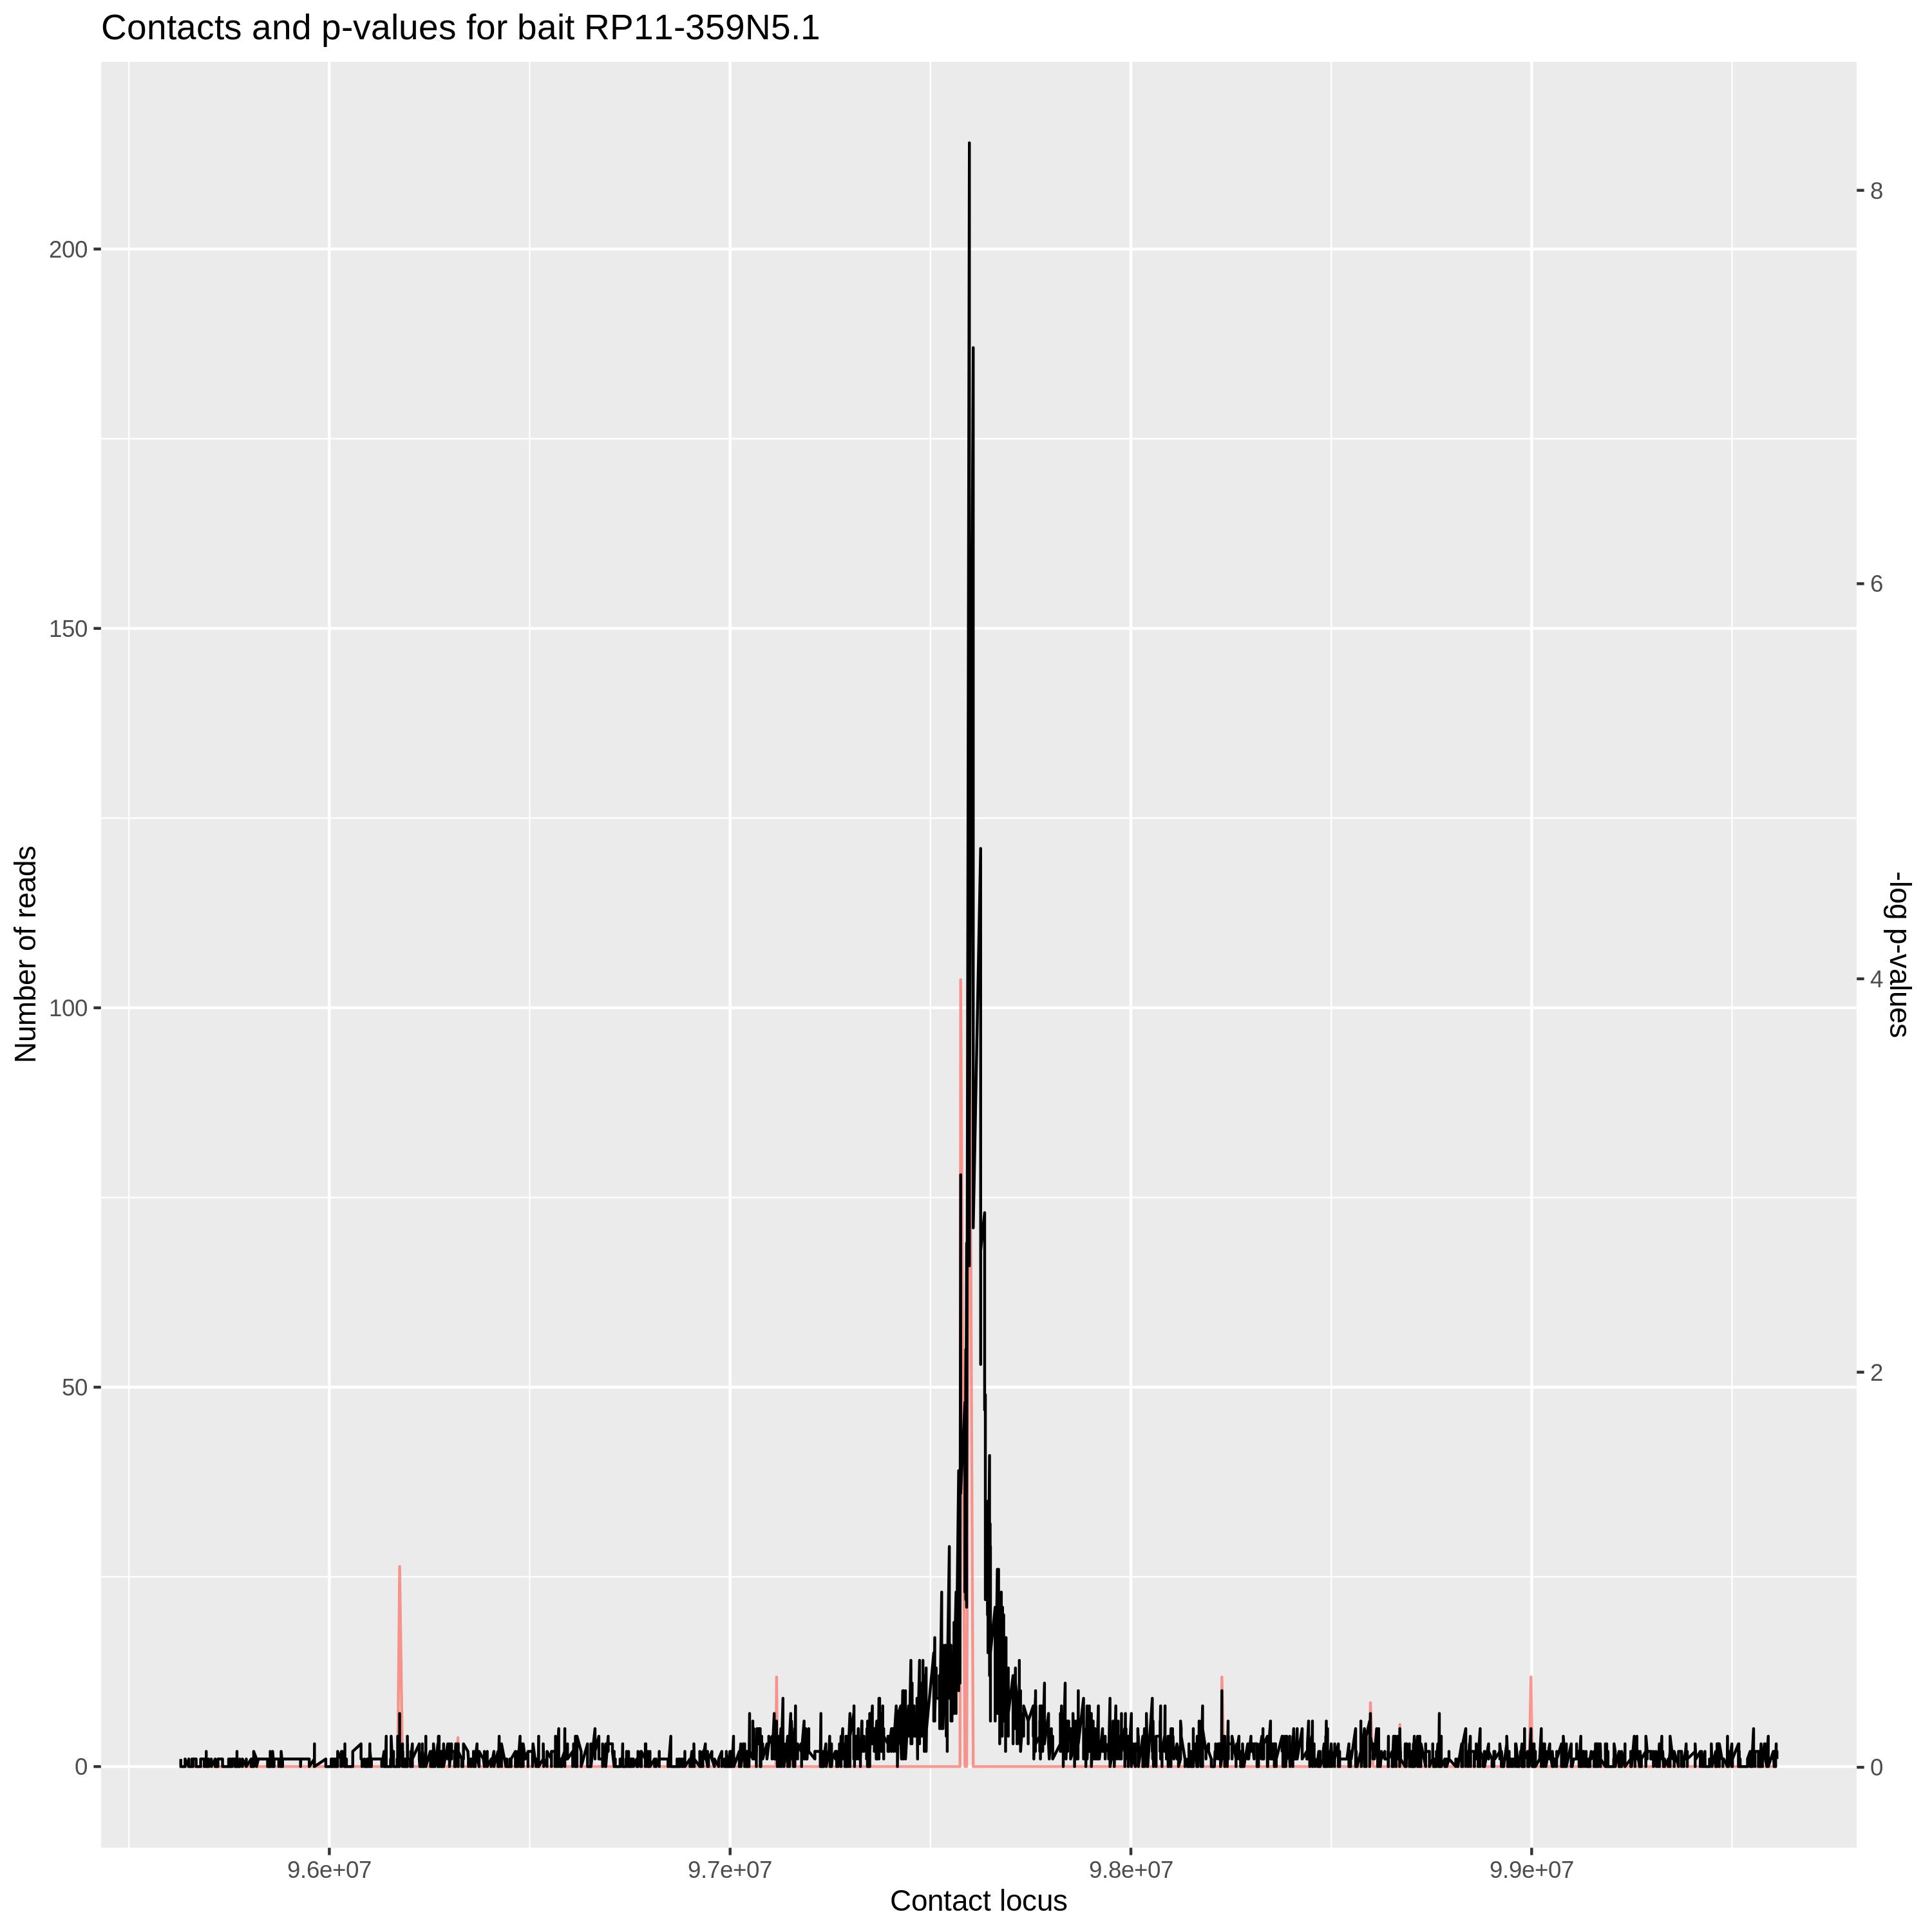 Contacts and p-values for bait RP11-359N5.1
Number of reads
200
150
100
50
0
8
6
4
2
0
-log p-values
9.6e+07 9.7e+07 9.8e+07 9.9e+07
Contact locus